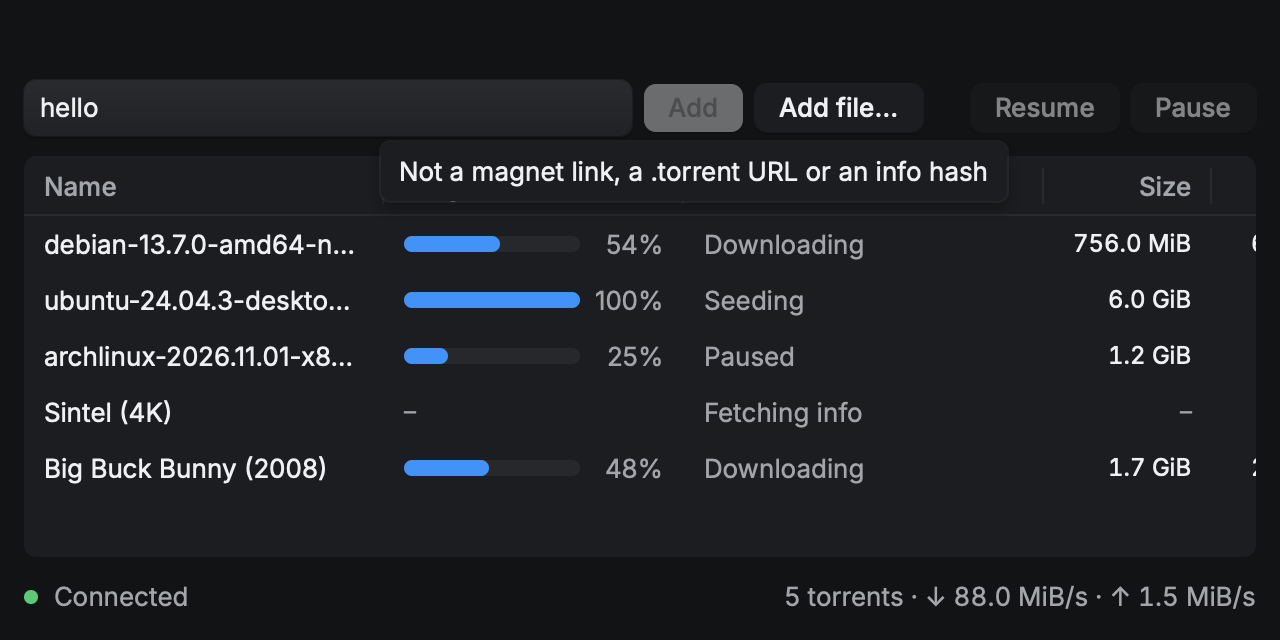 hello Add Add file... Resume Pause
Not a magnet link, a .torrent URL or an info hash
Name Size
debian-13.7.0-amd64-n... 54% Downloading 756.0 MiB
ubuntu-24.04.3-deskto... 100% Seeding 6.0 GiB
archlinux-2026.11.01-x8... 25% Paused 1.2 GiB
Sintel (4K) – Fetching info –
Big Buck Bunny (2008) 48% Downloading 1.7 GiB
Connected 5 torrents · ↓ 88.0 MiB/s · ↑ 1.5 MiB/s